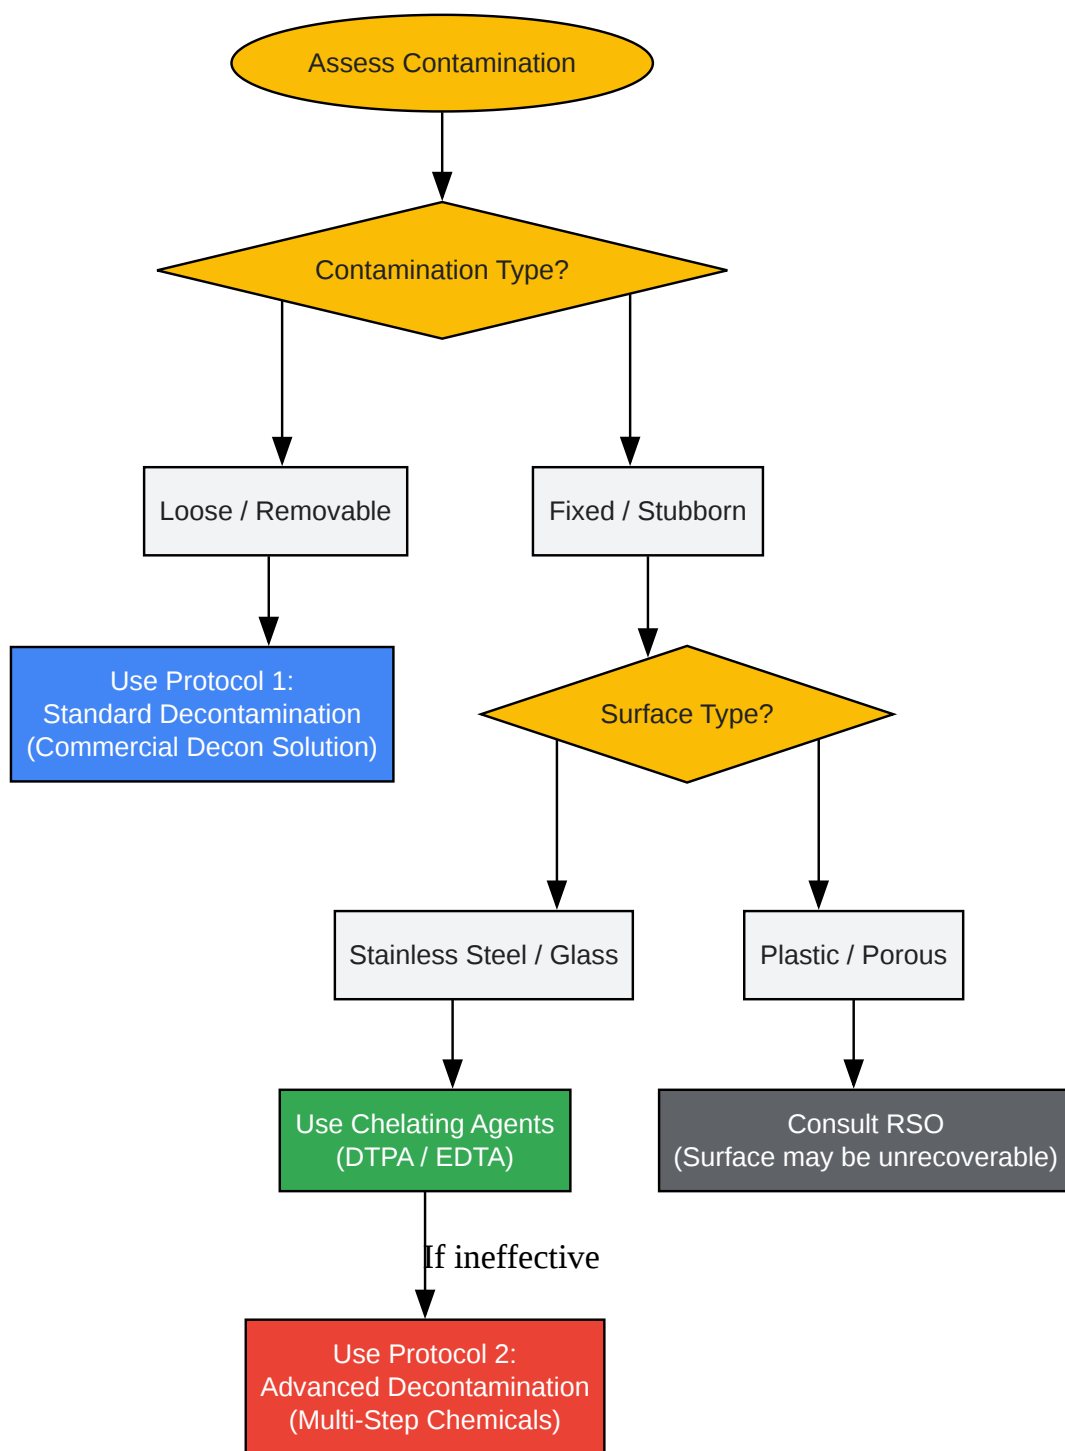 Assess Contamination
Contamination Type?
Loose / Removable
Fixed / Stubborn
Use Protocol 1:
Standard Decontamination
(Commercial Decon Solution)
Surface Type?
Stainless Steel / Glass
Plastic / Porous
Use Chelating Agents
(DTPA / EDTA)
Consult RSO
(Surface may be unrecoverable)
If ineffective
Use Protocol 2:
Advanced Decontamination
(Multi-Step Chemicals)